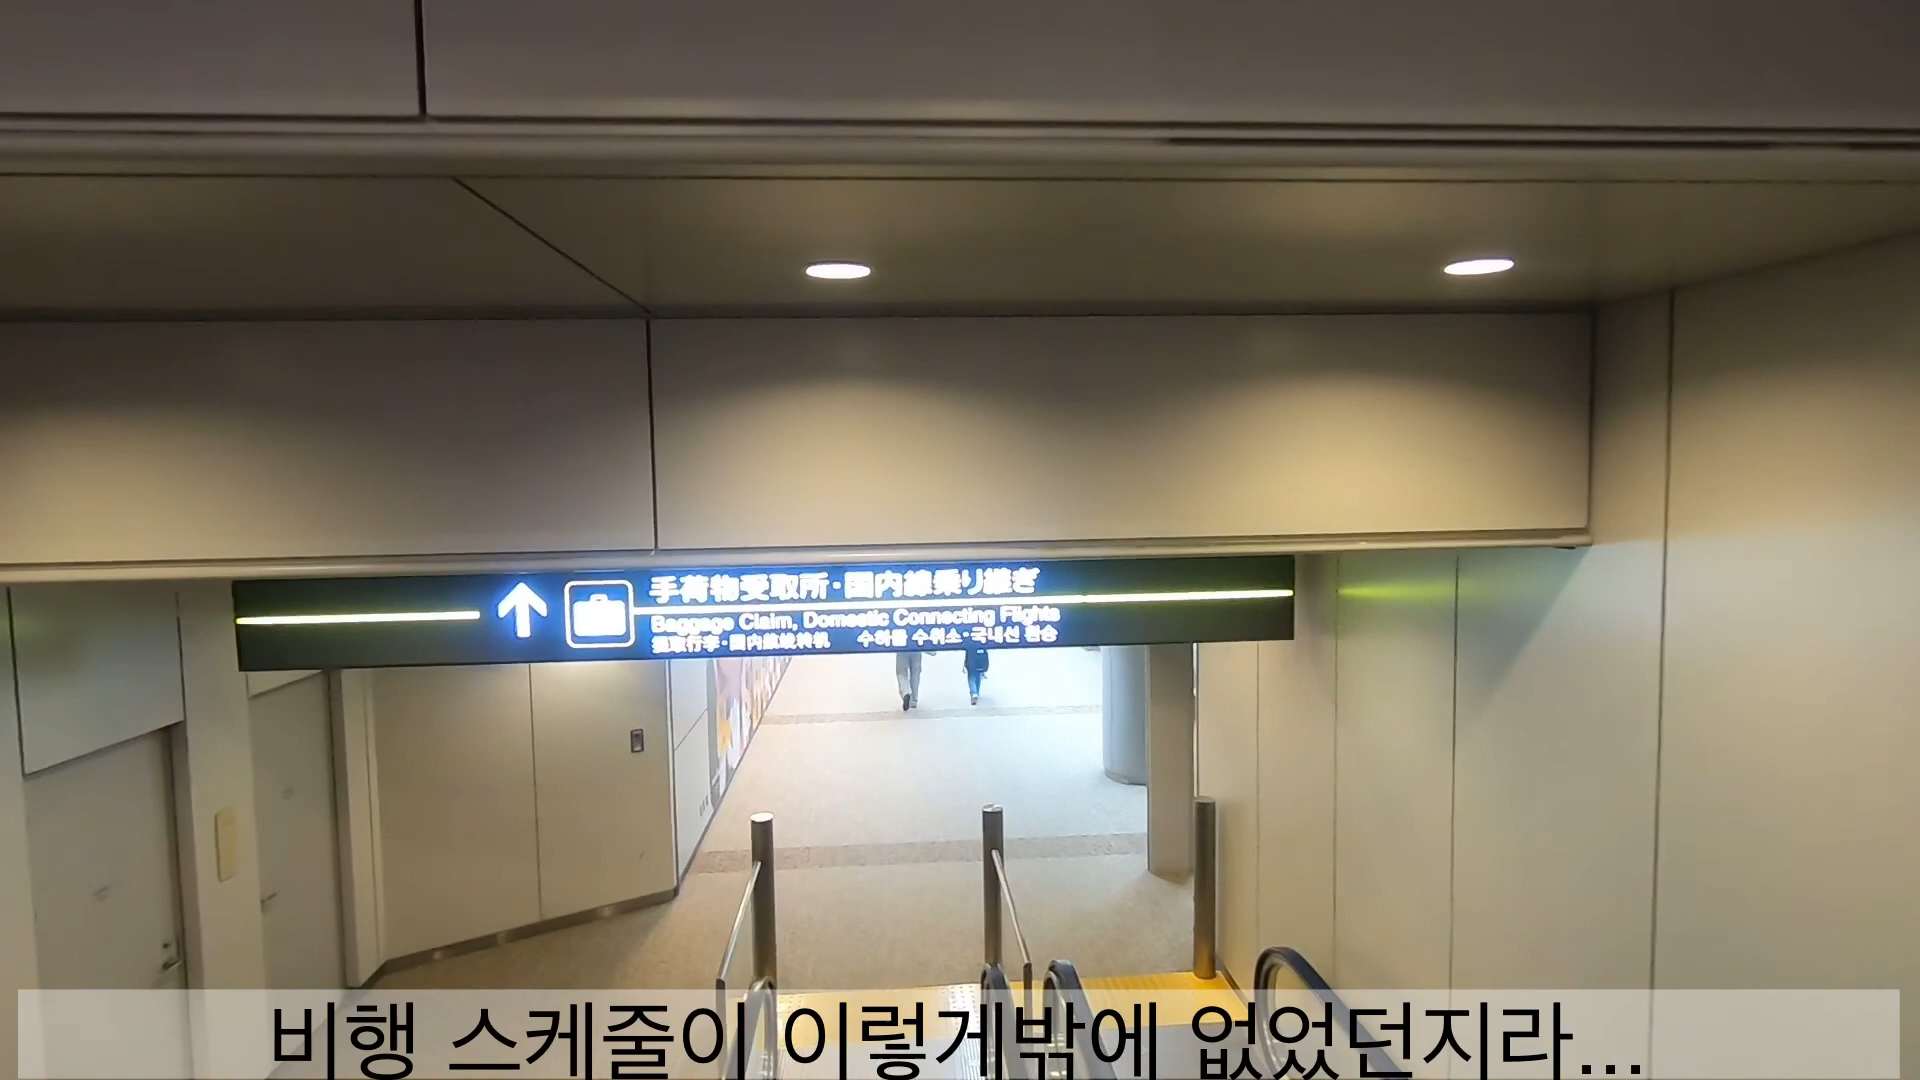 手荷物受取所・国内線乗り継ぎ
Baggage Claim, Domestic Connecting Flights
提取行李・国内航班转机 수하물 수취소・국내선 환승
비행 스케줄이 이렇게밖에 없었던지라...